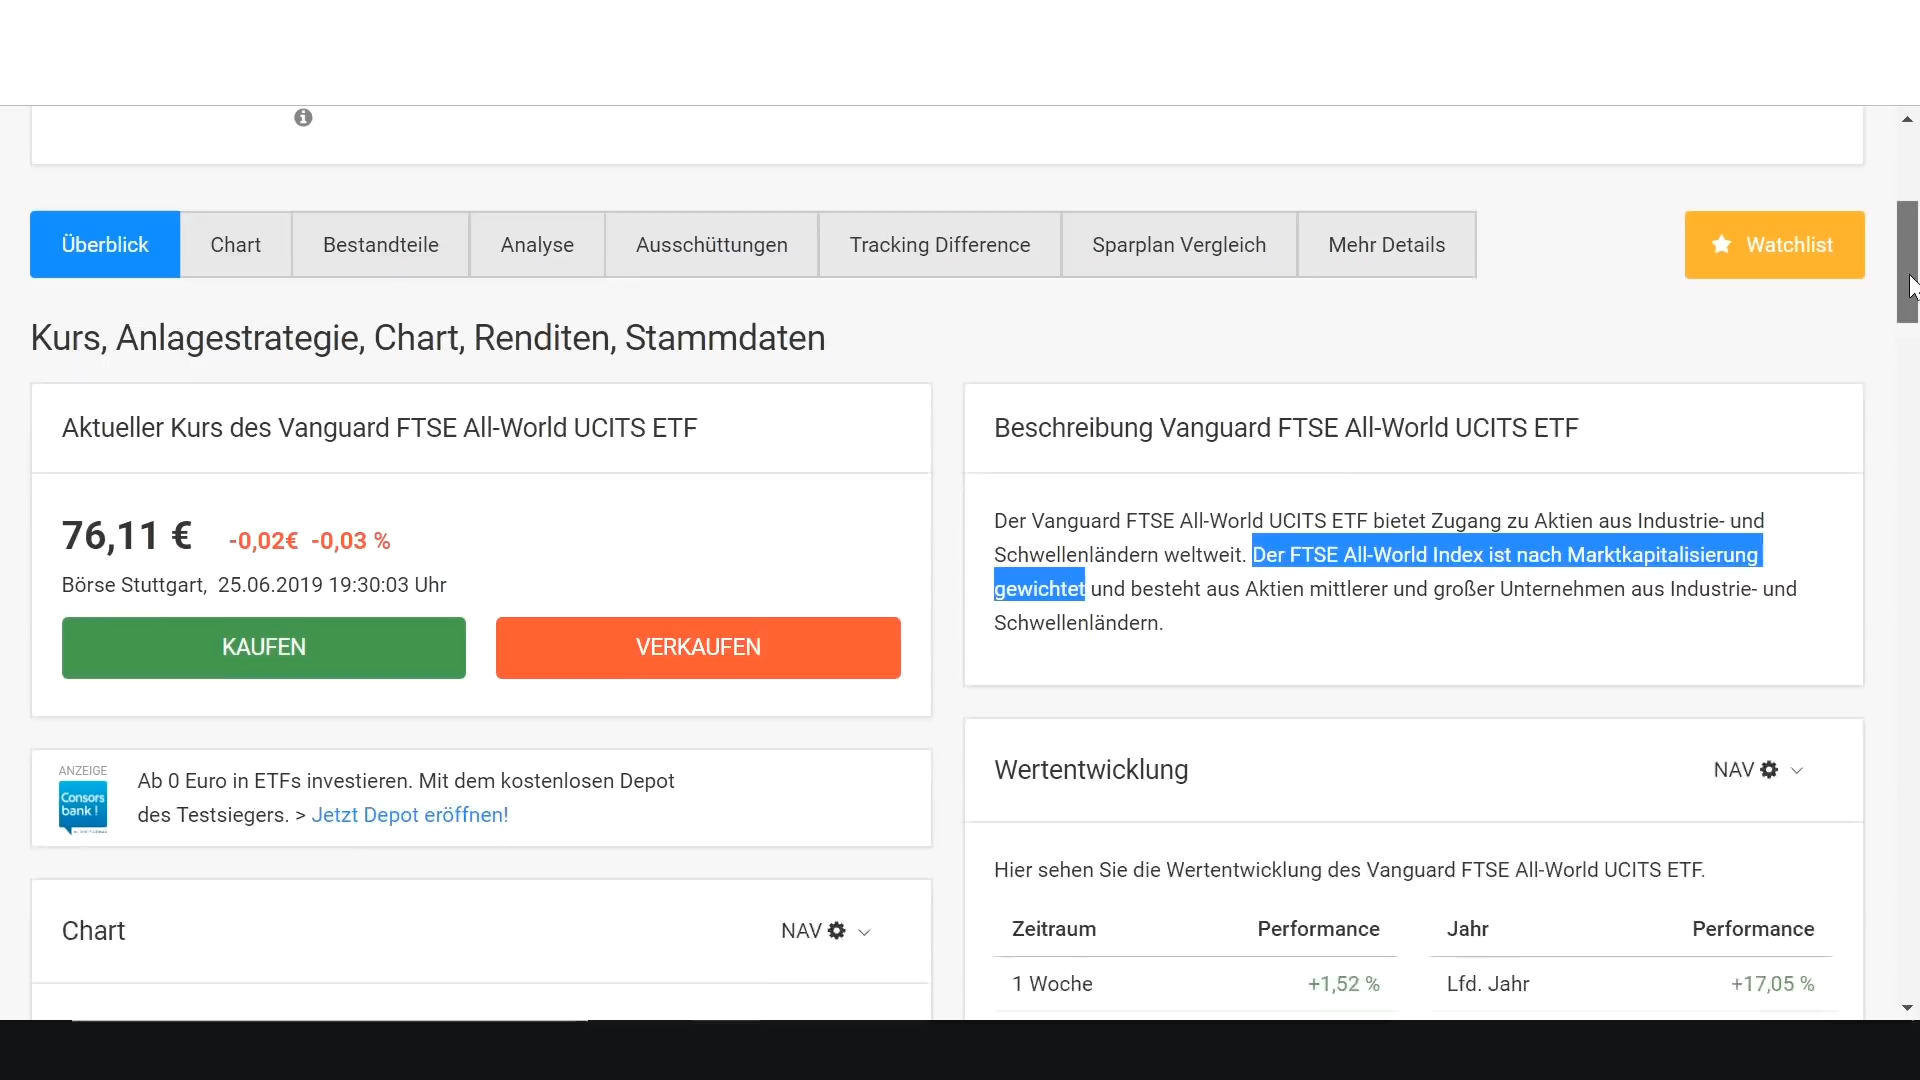 Überblick
Chart
Bestandteile
Analyse
Ausschüttungen
Tracking Difference
Sparplan Vergleich
Mehr Details
Watchlist
Kurs, Anlagestrategie, Chart, Renditen, Stammdaten
Aktueller Kurs des Vanguard FTSE All-World UCITS ETF
76,11 € -0,02€ -0,03 %
Börse Stuttgart, 25.06.2019 19:30:03 Uhr
KAUFEN
VERKAUFEN
ANZEIGE
Consors
bank!
Ab 0 Euro in ETFs investieren. Mit dem kostenlosen Depot
des Testsiegers. > Jetzt Depot eröffnen!
Chart
NAV
Beschreibung Vanguard FTSE All-World UCITS ETF
Der Vanguard FTSE All-World UCITS ETF bietet Zugang zu Aktien aus Industrie- und
Schwellenländern weltweit. Der FTSE All-World Index ist nach Marktkapitalisierung
gewichtet und besteht aus Aktien mittlerer und großer Unternehmen aus Industrie- und
Schwellenländern.
Wertentwicklung
NAV
Hier sehen Sie die Wertentwicklung des Vanguard FTSE All-World UCITS ETF.
Zeitraum Performance Jahr Performance
1 Woche +1,52 % Lfd. Jahr +17,05 %